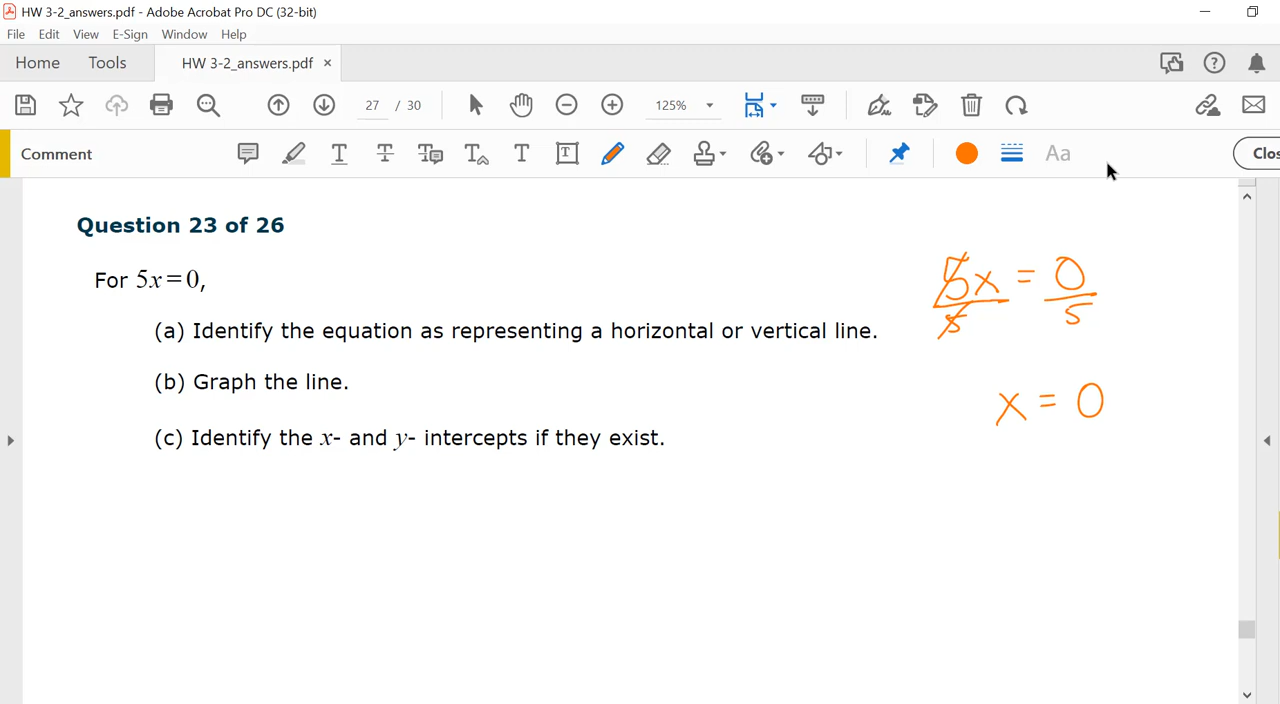 HW 3-2_answers.pdf - Adobe Acrobat Pro DC (32-bit)
File Edit View E-Sign Window Help
Home Tools HW 3-2_answers.pdf ×
27 / 30 125%
Comment T T T T T Aa Clos
Question 23 of 26
For 5x=0,
(a) Identify the equation as representing a horizontal or vertical line.
(b) Graph the line.
(c) Identify the x- and y- intercepts if they exist.
5x = 0
5 5
x = 0